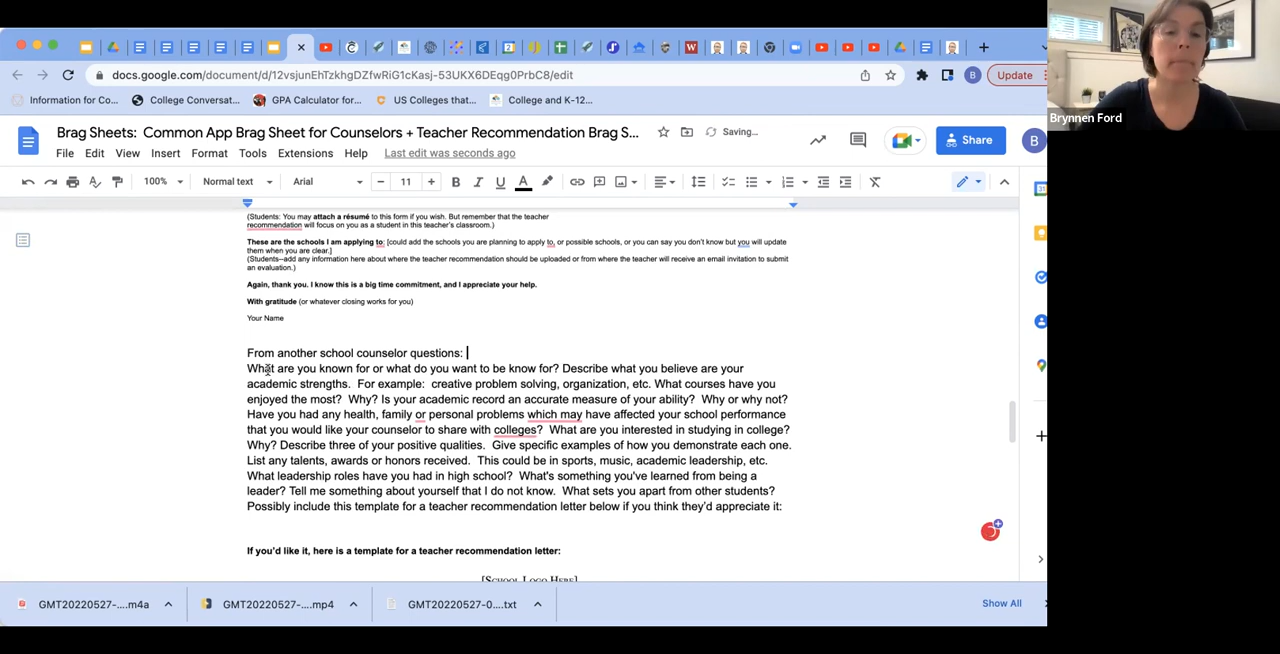 docs.google.com/document/d/12vsjunEhTzkhgDZfwRiG1cKasj-53UKX6DEqg0PrbC8/edit
B
Update
Information for Co...
College Conversat...
GPA Calculator for...
US Colleges that...
College and K-12...
Brynnen Ford
Brag Sheets: Common App Brag Sheet for Counselors + Teacher Recommendation Brag S...
Saving...
Share
B
File Edit View Insert Format Tools Extensions Help Last edit was seconds ago
100% Normal text Arial 11 B I U A
(Students: You may attach a résumé to this form if you wish. But remember that the teacher
recommendation will focus on you as a student in this teacher's classroom.)
These are the schools I am applying to: [could add the schools you are planning to apply to, or possible schools, or you can say you don't know but you will update
them when you are clear.]
(Students--add any information here about where the teacher recommendation should be uploaded or from where the teacher will receive an email invitation to submit
an evaluation.)
Again, thank you. I know this is a big time commitment, and I appreciate your help.
With gratitude (or whatever closing works for you)
Your Name
From another school counselor questions:
What are you known for or what do you want to be know for? Describe what you believe are your
academic strengths. For example: creative problem solving, organization, etc. What courses have you
enjoyed the most? Why? Is your academic record an accurate measure of your ability? Why or why not?
Have you had any health, family or personal problems which may have affected your school performance
that you would like your counselor to share with colleges? What are you interested in studying in college?
Why? Describe three of your positive qualities. Give specific examples of how you demonstrate each one.
List any talents, awards or honors received. This could be in sports, music, academic leadership, etc.
What leadership roles have you had in high school? What's something you've learned from being a
leader? Tell me something about yourself that I do not know. What sets you apart from other students?
Possibly include this template for a teacher recommendation letter below if you think they'd appreciate it:
If you'd like it, here is a template for a teacher recommendation letter:
[School Logo Here]
GMT20220527-....m4a
GMT20220527-....mp4
GMT20220527-0....txt
Show All